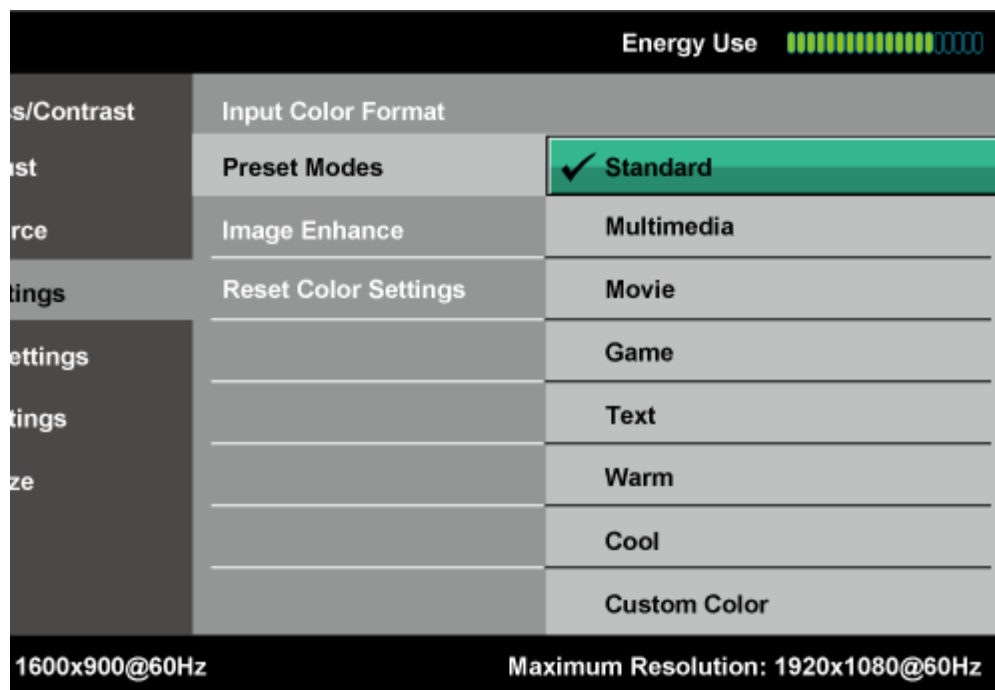 Energy Use
s/Contrast
Input Color Format
ust
Preset Modes
Standard
rce
Image Enhance
Multimedia
tings
Reset Color Settings
Movie
ettings
Game
tings
Text
ze
Warm
Cool
Custom Color
1600x900@60Hz
Maximum Resolution: 1920x1080@60Hz